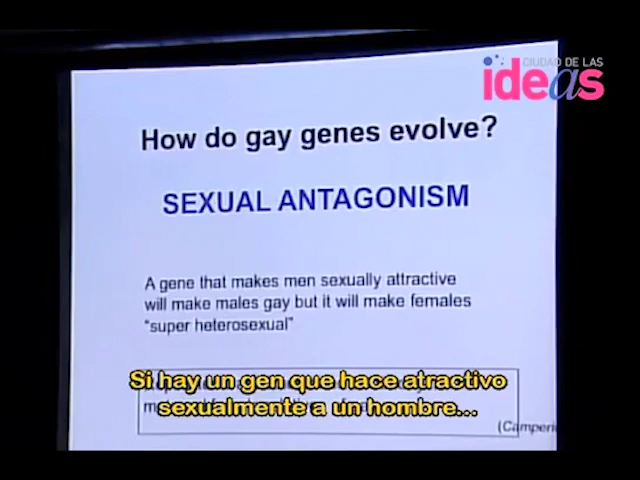 CIUDAD DE LAS
ideas
How do gay genes evolve?
SEXUAL ANTAGONISM
A gene that makes men sexually attractive
will make males gay but it will make females
“super heterosexual”
Si hay un gen que hace atractivo
sexualmente a un hombre...
(Camperi